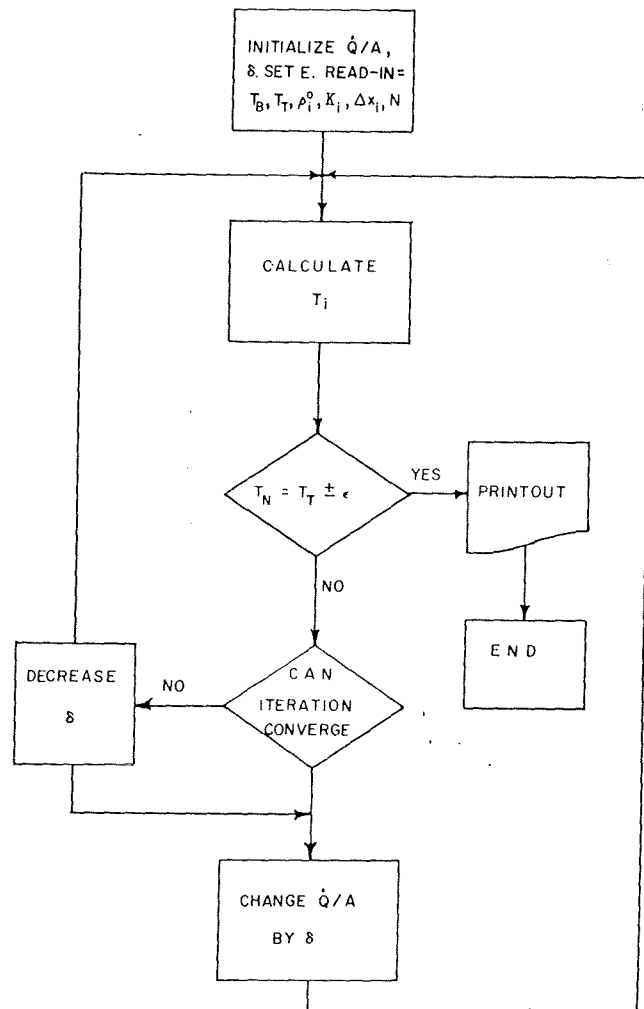 INITIALIZE Q̇/A,
δ. SET E. READ-IN=
T_B, T_T, ρ_i^o, K_i, Δx_i, N
CALCULATE
T_i
T_N = T_T ± ϵ
YES
PRINTOUT
NO
END
CAN
ITERATION
CONVERGE
NO
DECREASE
δ
CHANGE Q̇/A
BY δ